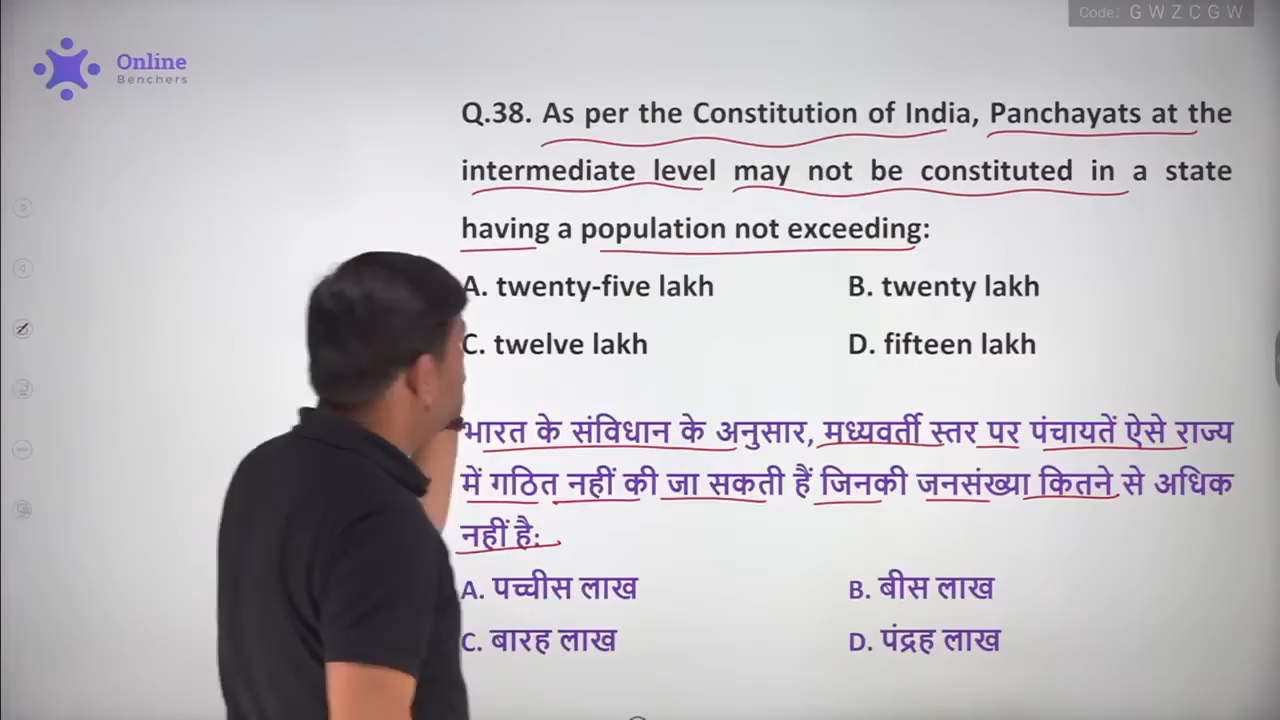 Code: G W Z C G W
Online
Benchers
Q.38. As per the Constitution of India, Panchayats at the
intermediate level may not be constituted in a state
having a population not exceeding:
A. twenty-five lakh B. twenty lakh
C. twelve lakh D. fifteen lakh
भारत के संविधान के अनुसार, मध्यवर्ती स्तर पर पंचायतें ऐसे राज्य
में गठित नहीं की जा सकती हैं जिनकी जनसंख्या कितने से अधिक
नहीं है:
A. पच्चीस लाख B. बीस लाख
C. बारह लाख D. पंद्रह लाख